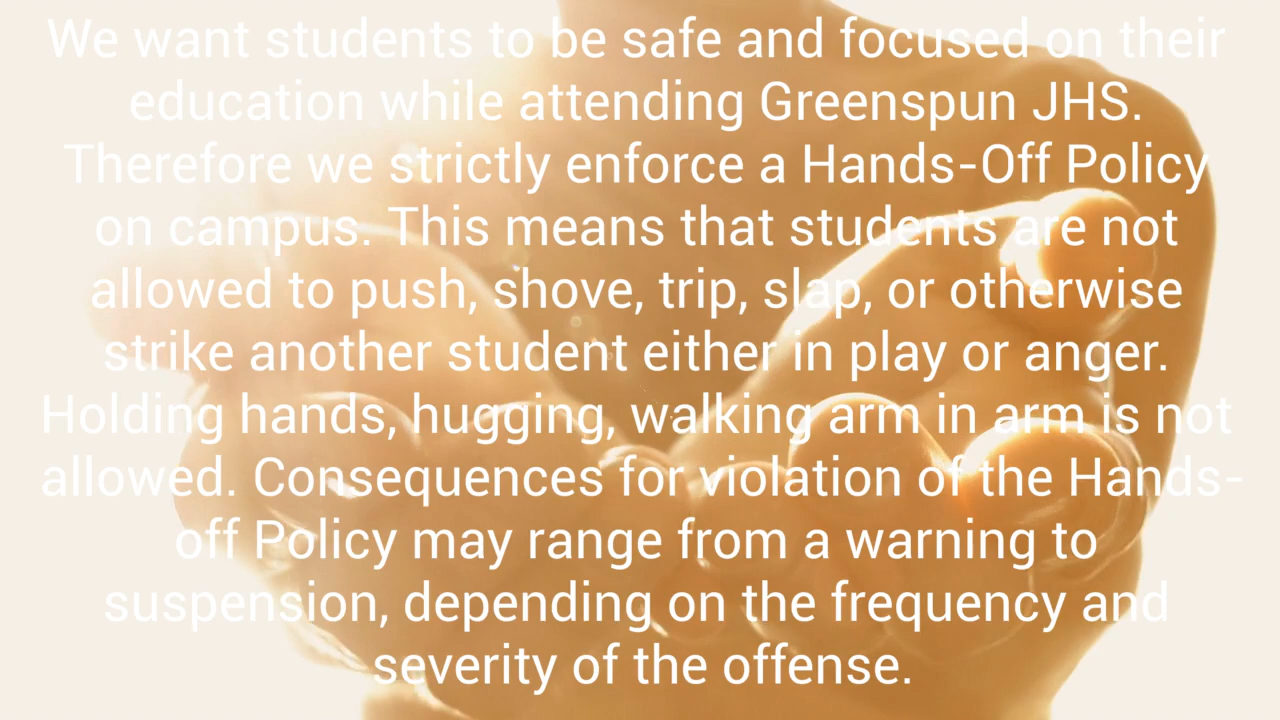 We want students to be safe and focused on their
education while attending Greenspun JHS.
Therefore we strictly enforce a Hands-Off Policy
on campus. This means that students are not
allowed to push, shove, trip, slap, or otherwise
strike another student either in play or anger.
Holding hands, hugging, walking arm in arm is not
allowed. Consequences for violation of the Hands-
off Policy may range from a warning to
suspension, depending on the frequency and
severity of the offense.